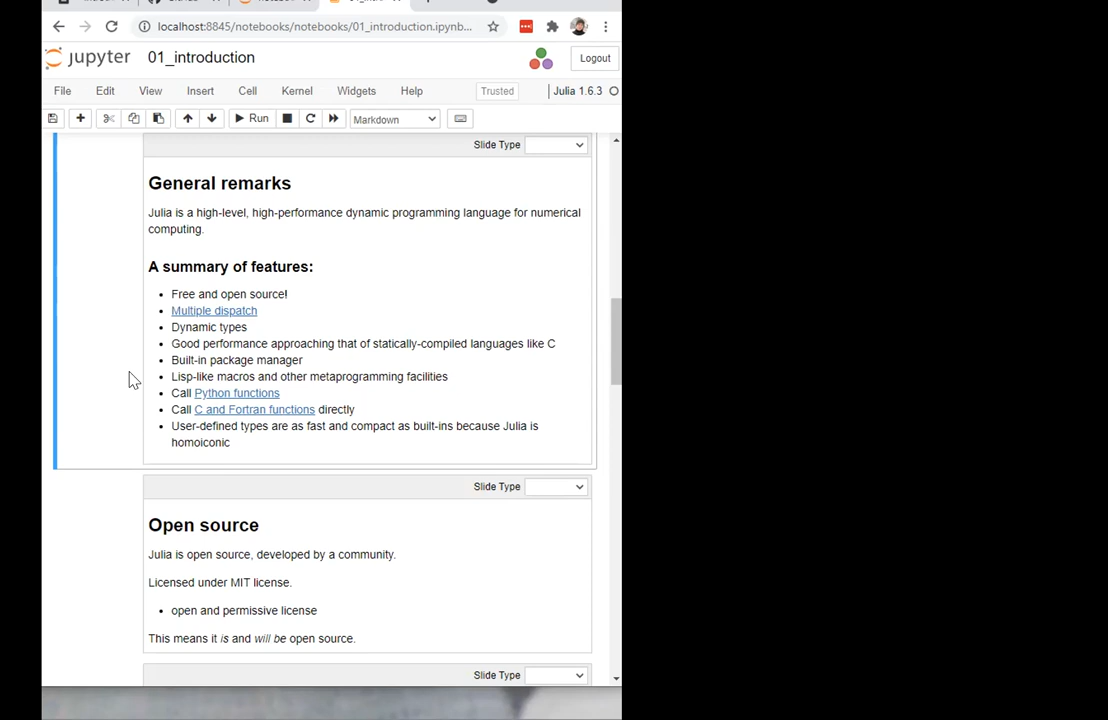 localhost:8845/notebooks/notebooks/01_introduction.ipynb...
jupyter 01_introduction Logout
File Edit View Insert Cell Kernel Widgets Help Trusted Julia 1.6.3
Run Markdown
Slide Type
General remarks
Julia is a high-level, high-performance dynamic programming language for numerical
computing.
A summary of features:
Free and open source!
Multiple dispatch
Dynamic types
Good performance approaching that of statically-compiled languages like C
Built-in package manager
Lisp-like macros and other metaprogramming facilities
Call Python functions
Call C and Fortran functions directly
User-defined types are as fast and compact as built-ins because Julia is
homoiconic
Slide Type
Open source
Julia is open source, developed by a community.
Licensed under MIT license.
open and permissive license
This means it is and will be open source.
Slide Type